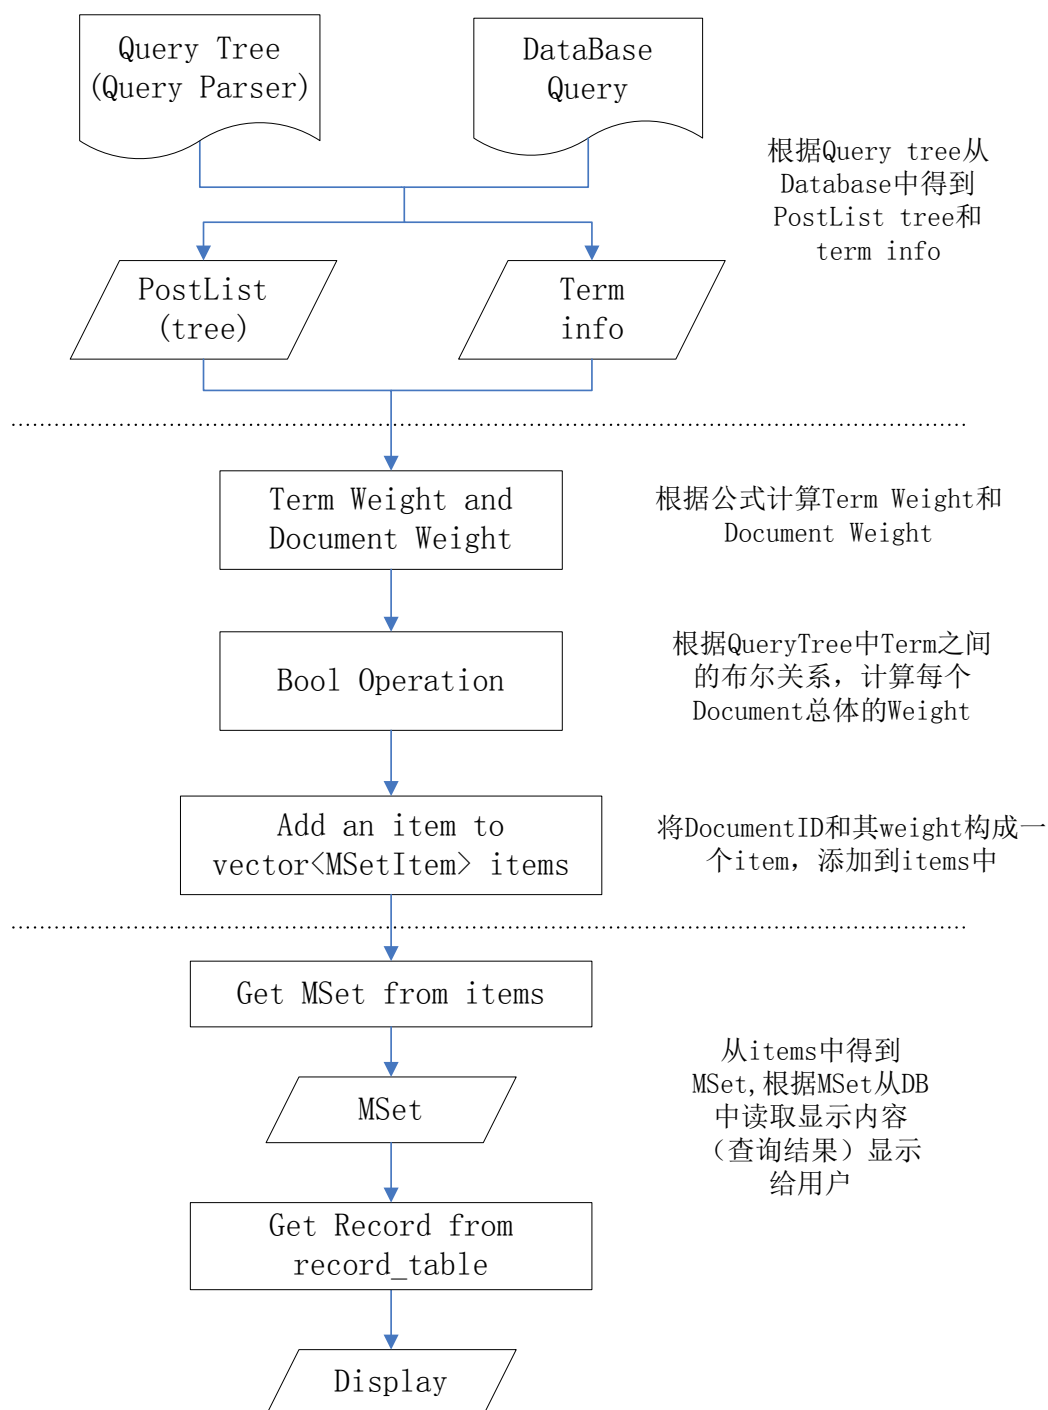 Query Tree
(Query Parser)
DataBase
Query
根据Query tree从
Database中得到
PostList tree和
term info
PostList
(tree)
Term
info
Term Weight and
Document Weight
根据公式计算Term Weight和
Document Weight
Bool Operation
根据QueryTree中Term之间
的布尔关系，计算每个
Document总体的Weight
Add an item to
vector<MSetItem> items
将DocumentID和其weight构成一
个item，添加到items中
Get MSet from items
从items中得到
MSet,根据MSet从DB
中读取显示内容
（查询结果）显示
给用户
MSet
Get Record from
record_table
Display